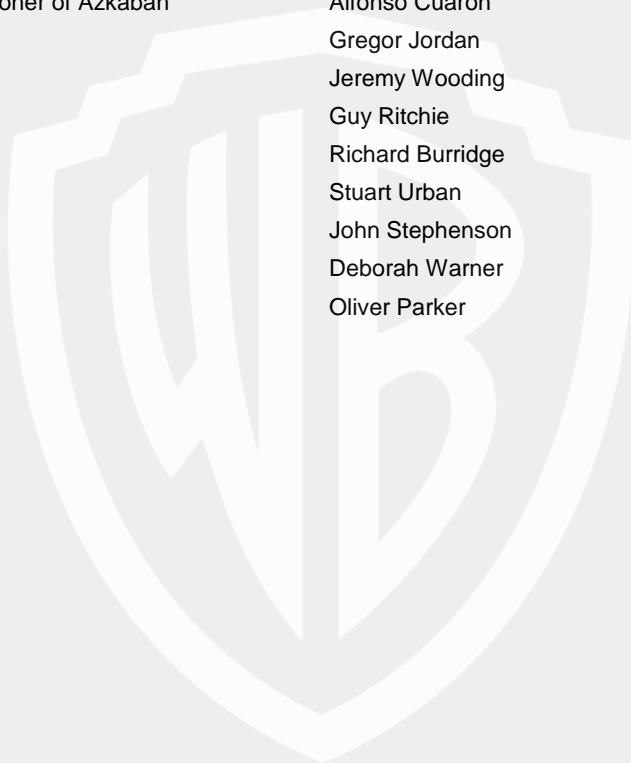 oner of Azkaban Alfonso Cuaron
Gregor Jordan
Jeremy Wooding
Guy Ritchie
Richard Burridge
Stuart Urban
John Stephenson
Deborah Warner
Oliver Parker
WB